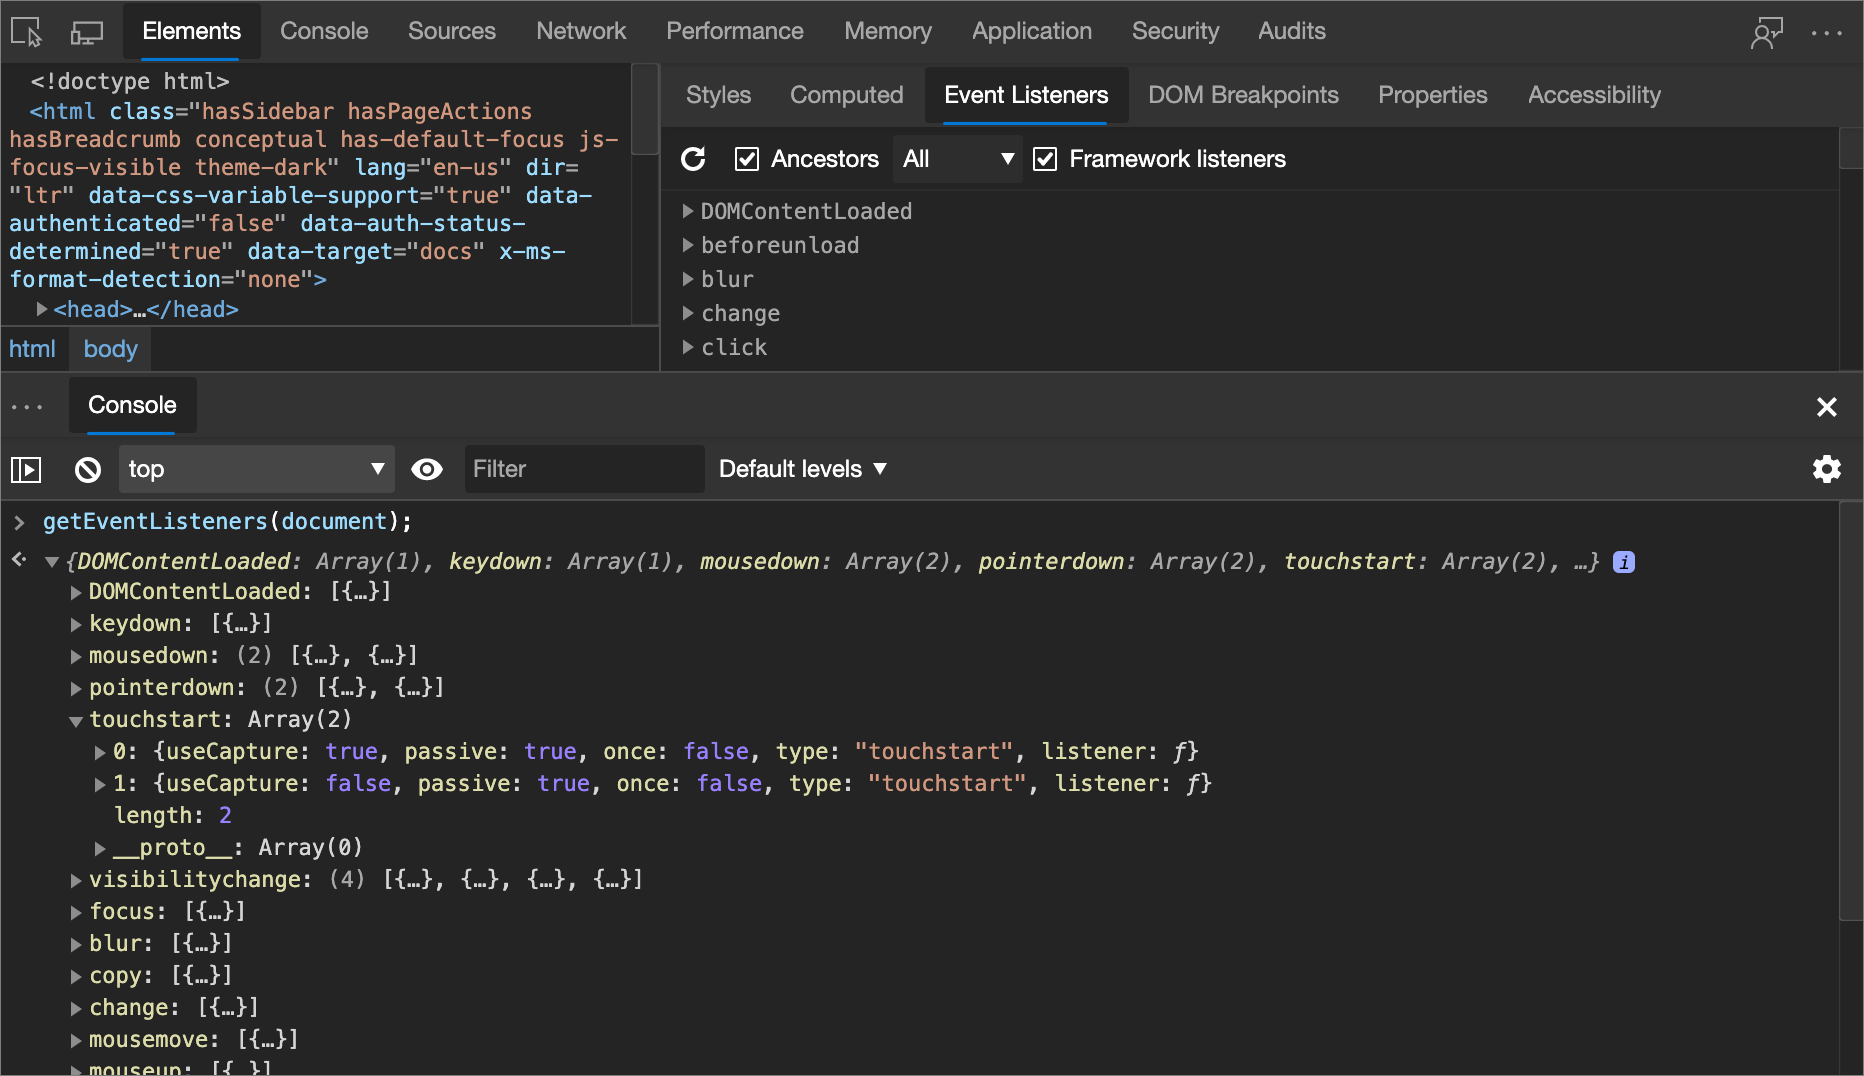 Elements Console Sources Network Performance Memory Application Security Audits
<!doctype html>
<html class="hasSidebar hasPageActions
hasBreadcrumb conceptual has-default-focus js-
focus-visible theme-dark" lang="en-us" dir=
"ltr" data-css-variable-support="true" data-
authenticated="false" data-auth-status-
determined="true" data-target="docs" x-ms-
format-detection="none">
<head>…</head>
html body
Styles Computed Event Listeners DOM Breakpoints Properties Accessibility
Ancestors All Framework listeners
DOMContentLoaded
beforeunload
blur
change
click
Console
top Filter Default levels
getEventListeners(document);
{DOMContentLoaded: Array(1), keydown: Array(1), mousedown: Array(2), pointerdown: Array(2), touchstart: Array(2), …} i
DOMContentLoaded: [{…}]
keydown: [{…}]
mousedown: (2) [{…}, {…}]
pointerdown: (2) [{…}, {…}]
touchstart: Array(2)
0: {useCapture: true, passive: true, once: false, type: "touchstart", listener: ƒ}
1: {useCapture: false, passive: true, once: false, type: "touchstart", listener: ƒ}
length: 2
__proto__: Array(0)
visibilitychange: (4) [{…}, {…}, {…}, {…}]
focus: [{…}]
blur: [{…}]
copy: [{…}]
change: [{…}]
mousemove: [{…}]
mouseup: [{…}]